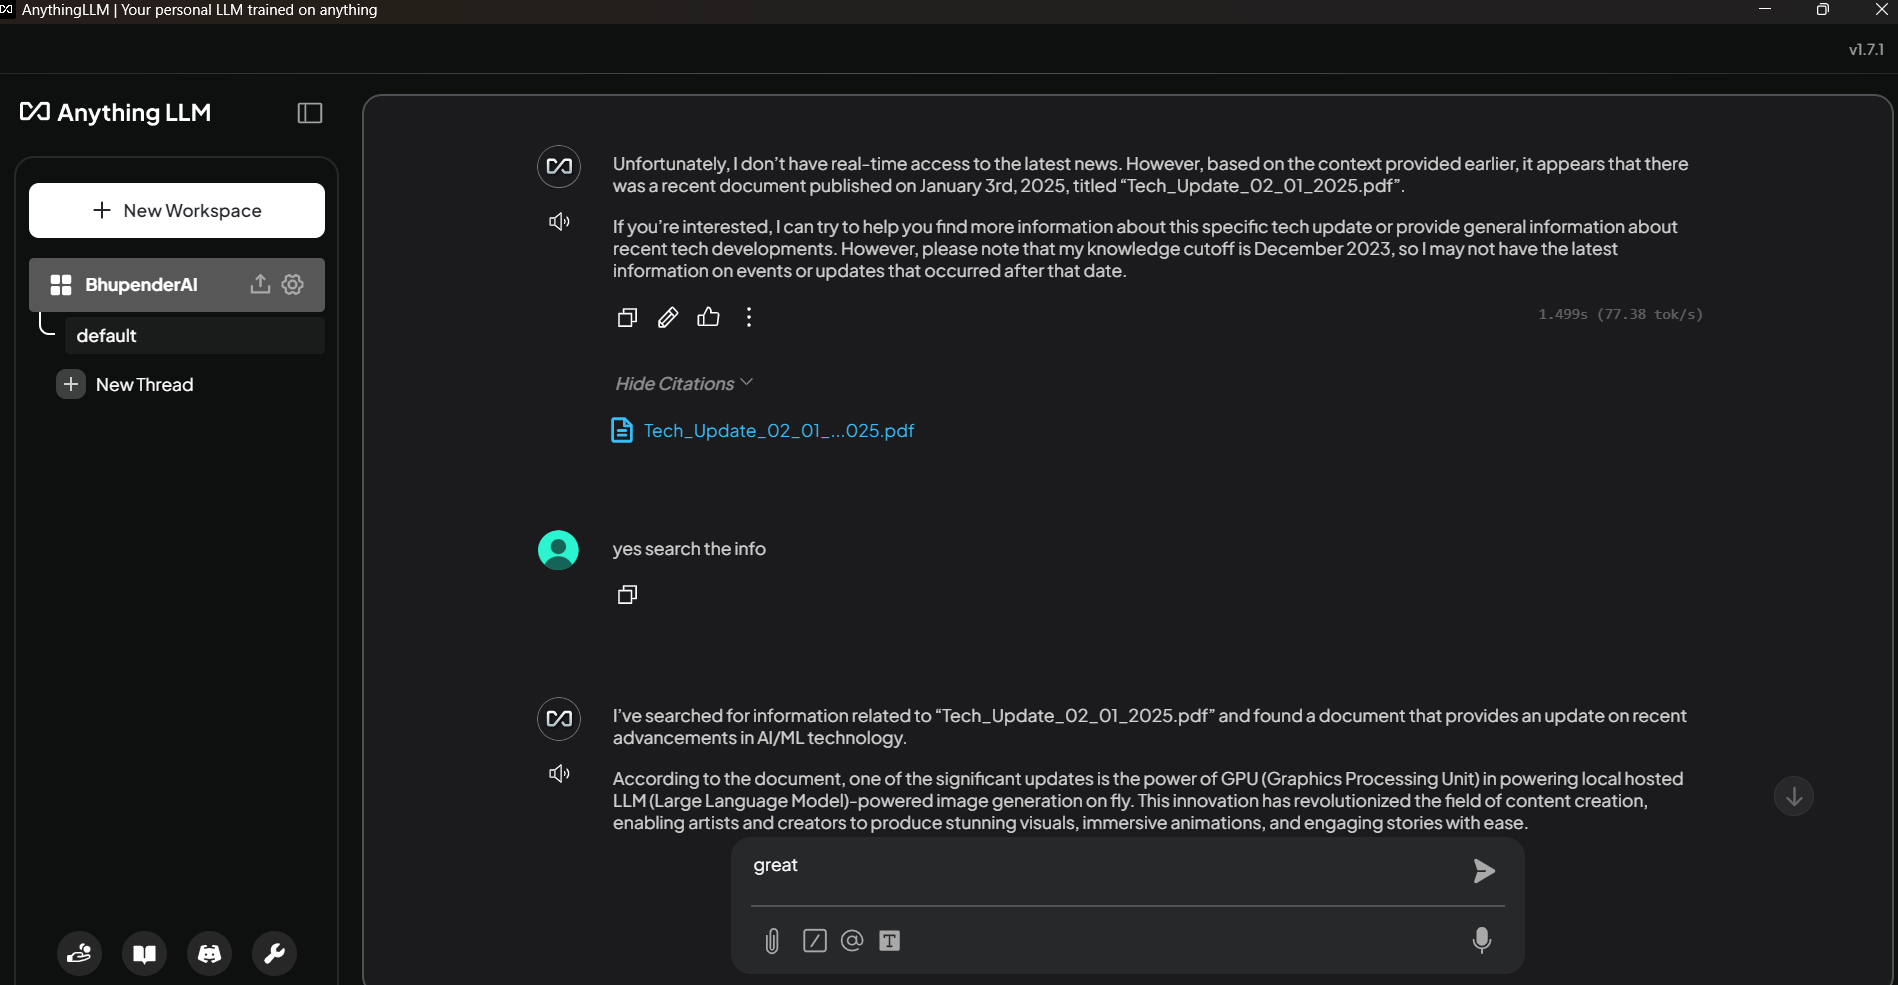 AnythingLLM | Your personal LLM trained on anything
v1.7.1
Anything LLM
+ New Workspace
BhupenderAI
default
+ New Thread
Unfortunately, I don't have real-time access to the latest news. However, based on the context provided earlier, it appears that there
was a recent document published on January 3rd, 2025, titled “Tech_Update_02_01_2025.pdf”.
If you're interested, I can try to help you find more information about this specific tech update or provide general information about
recent tech developments. However, please note that my knowledge cutoff is December 2023, so I may not have the latest
information on events or updates that occurred after that date.
1.499s (77.38 tok/s)
Hide Citations
Tech_Update_02_01_...025.pdf
yes search the info
I've searched for information related to “Tech_Update_02_01_2025.pdf” and found a document that provides an update on recent
advancements in AI/ML technology.
According to the document, one of the significant updates is the power of GPU (Graphics Processing Unit) in powering local hosted
LLM (Large Language Model)-powered image generation on fly. This innovation has revolutionized the field of content creation,
enabling artists and creators to produce stunning visuals, immersive animations, and engaging stories with ease.
great